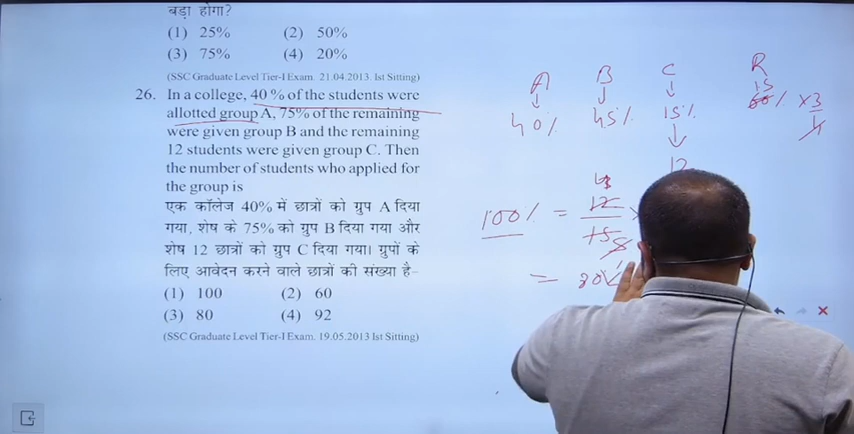 बड़ा होगा?
(1) 25% (2) 50%
(3) 75% (4) 20%
(SSC Graduate Level Tier-I Exam. 21.04.2013. Ist Sitting)
26. In a college, 40 % of the students were
allotted group A, 75% of the remaining
were given group B and the remaining
12 students were given group C. Then
the number of students who applied for
the group is
एक कॉलेज 40% में छात्रों को ग्रुप A दिया
गया, शेष के 75% को ग्रुप B दिया गया और
शेष 12 छात्रों को ग्रुप C दिया गया। ग्रुपों के
लिए आवेदन करने वाले छात्रों की संख्या है–
(1) 100 (2) 60
(3) 80 (4) 92
(SSC Graduate Level Tier-I Exam. 19.05.2013 Ist Sitting)
A B C R
40% 45% 15% 60% × 3
15 4
12
100% = 12
15
= 80